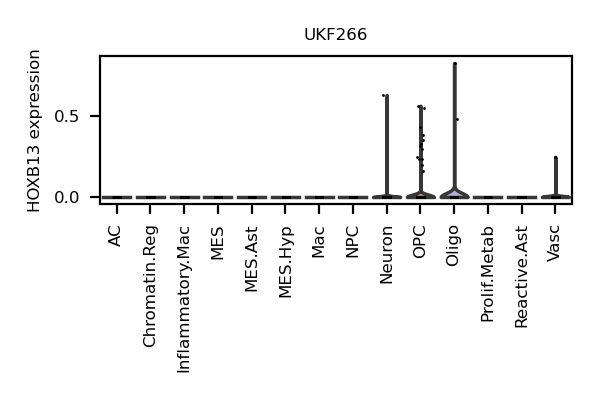 UKF266
HOXB13 expression
0.5
0.0
AC
Chromatin.Reg
Inflammatory.Mac
MES
MES.Ast
MES.Hyp
Mac
NPC
Neuron
OPC
Oligo
Prolif.Metab
Reactive.Ast
Vasc